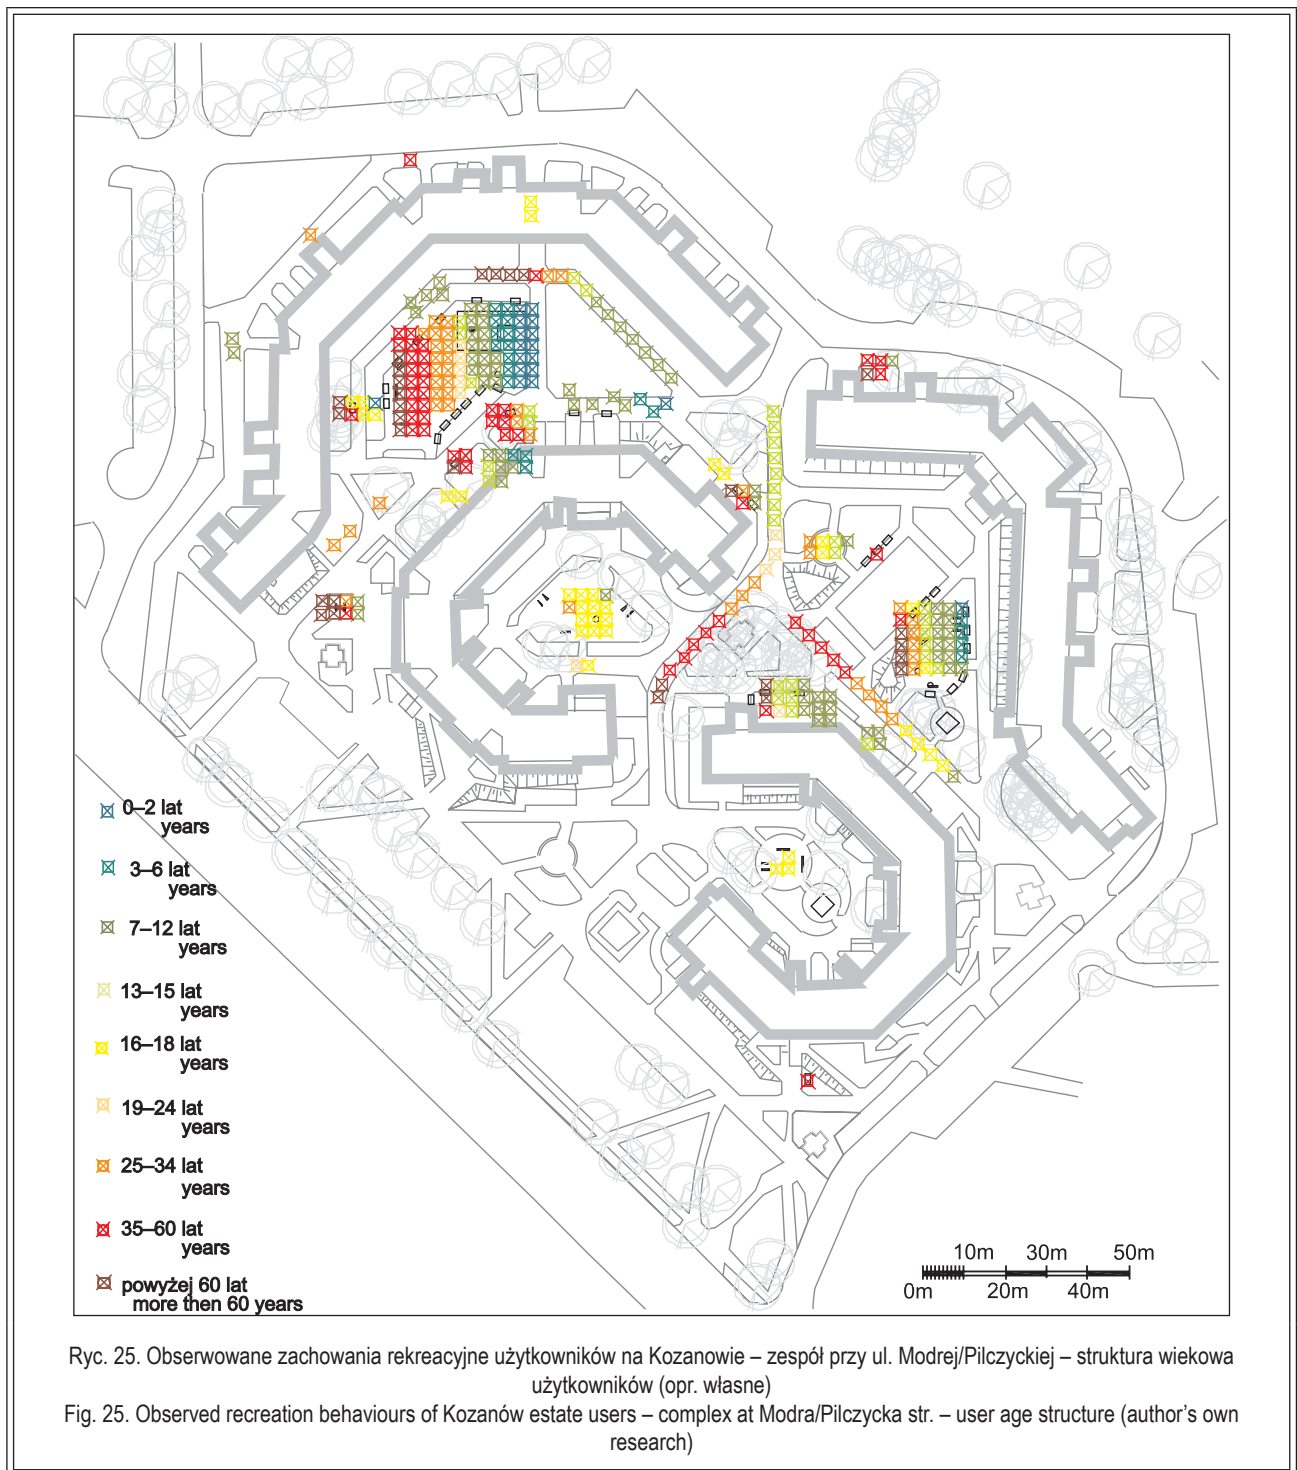 0–2 lat
years
3–6 lat
years
7–12 lat
years
13–15 lat
years
16–18 lat
years
19–24 lat
years
25–34 lat
years
35–60 lat
years
powyżej 60 lat
more then 60 years
10m 30m 50m
0m 20m 40m
Ryc. 25. Obserwowane zachowania rekreacyjne użytkowników na Kozanowie – zespół przy ul. Modrej/Pilczyckiej – struktura wiekowa
użytkowników (opr. własne)
Fig. 25. Observed recreation behaviours of Kozanów estate users – complex at Modra/Pilczycka str. – user age structure (author's own
research)